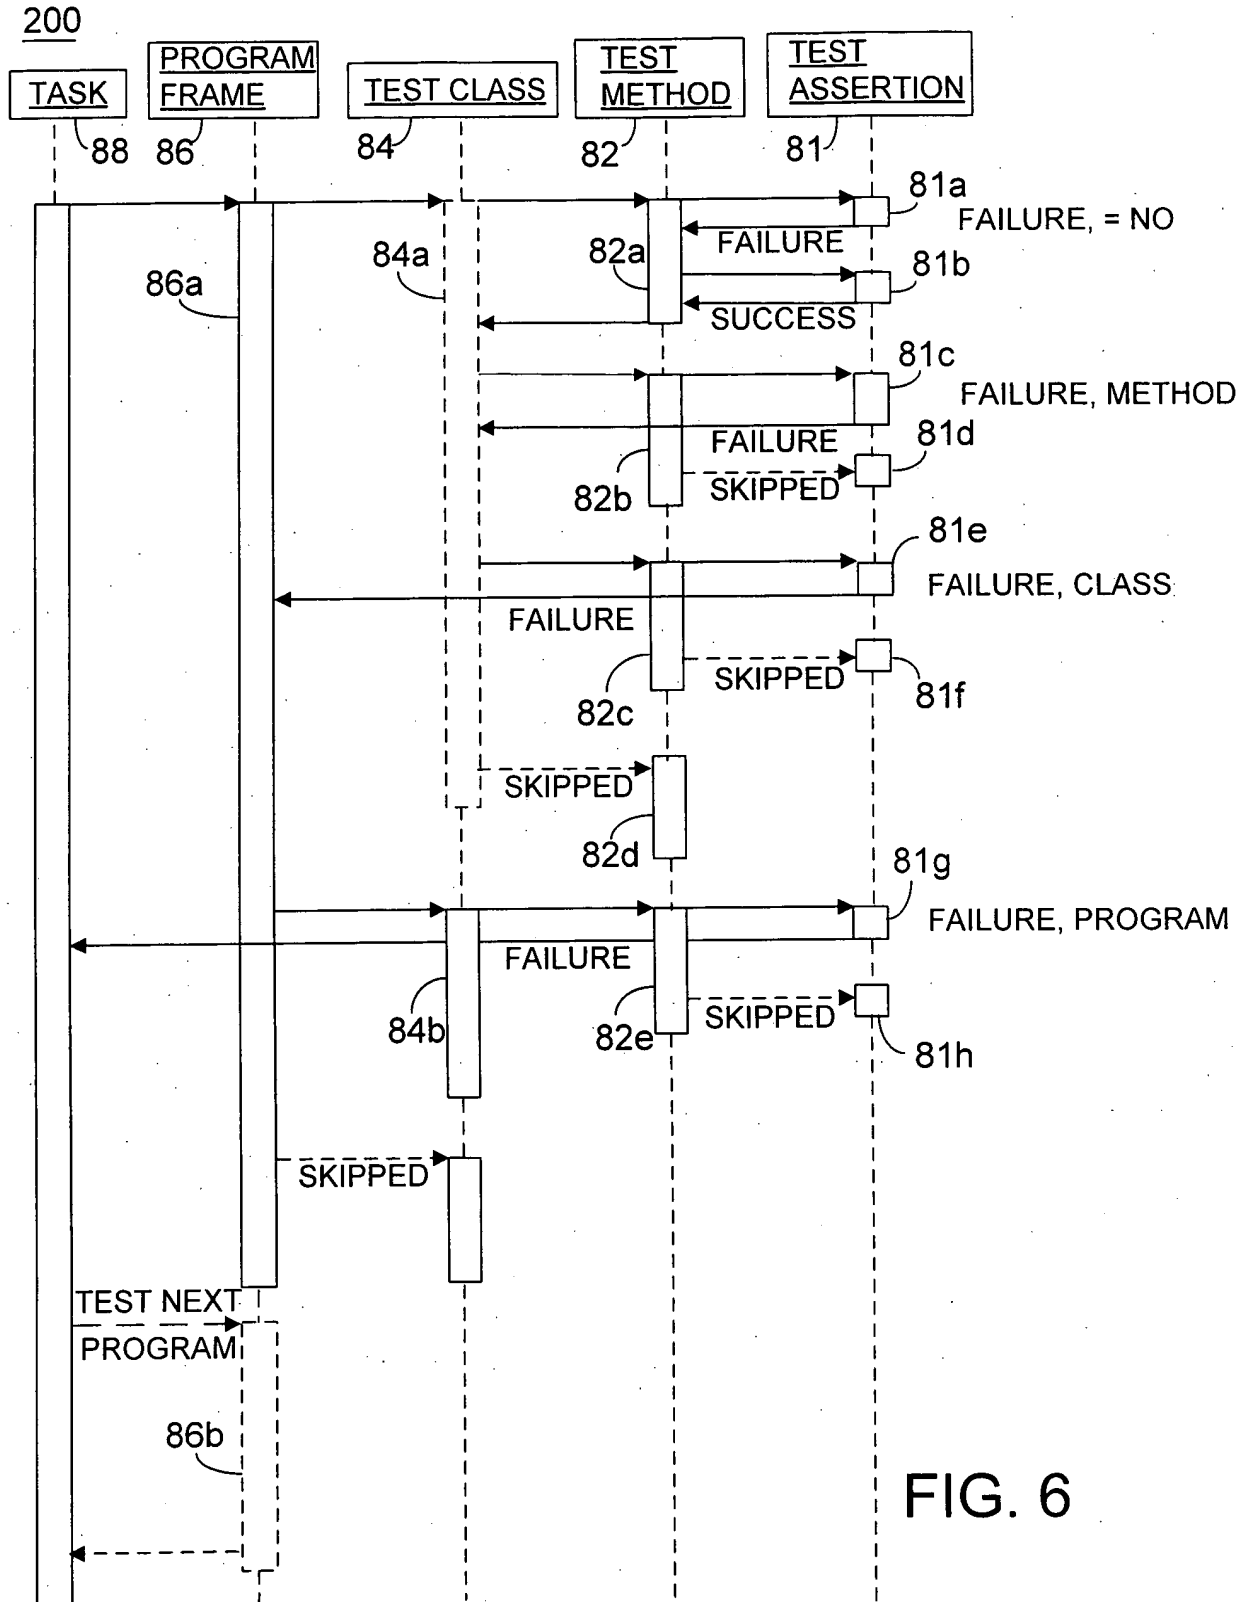 200
TASK
88
PROGRAM
FRAME
86
TEST CLASS
84
TEST
METHOD
82
TEST
ASSERTION
81
81a
FAILURE, = NO
FAILURE
82a
84a
86a
81b
SUCCESS
81c
FAILURE, METHOD
FAILURE
81d
82b
SKIPPED
81e
FAILURE, CLASS
FAILURE
SKIPPED
81f
82c
SKIPPED
82d
81g
FAILURE, PROGRAM
FAILURE
84b
82e
SKIPPED
81h
SKIPPED
TEST NEXT
PROGRAM
86b
FIG. 6